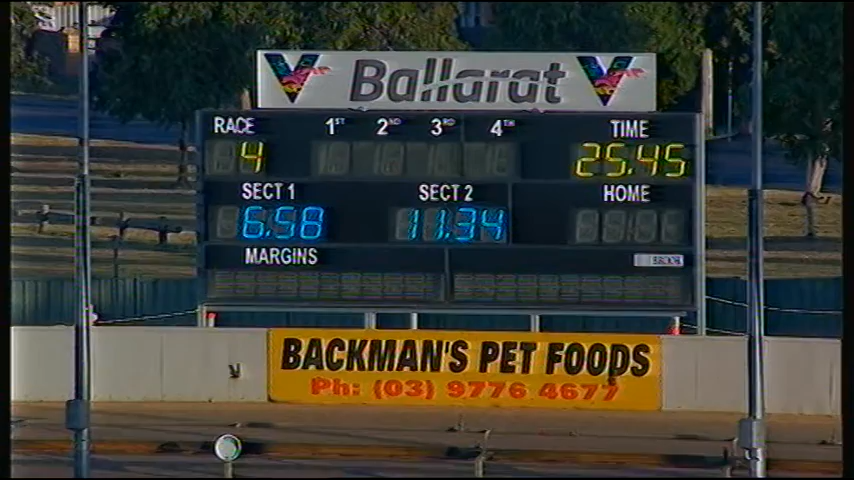 Ballarat
RACE 1ST 2ND 3RD 4TH TIME
4 25.45
SECT 1 SECT 2 HOME
6.58 11.34
MARGINS
BACKMAN'S PET FOODS
Ph: (03) 9776 4677